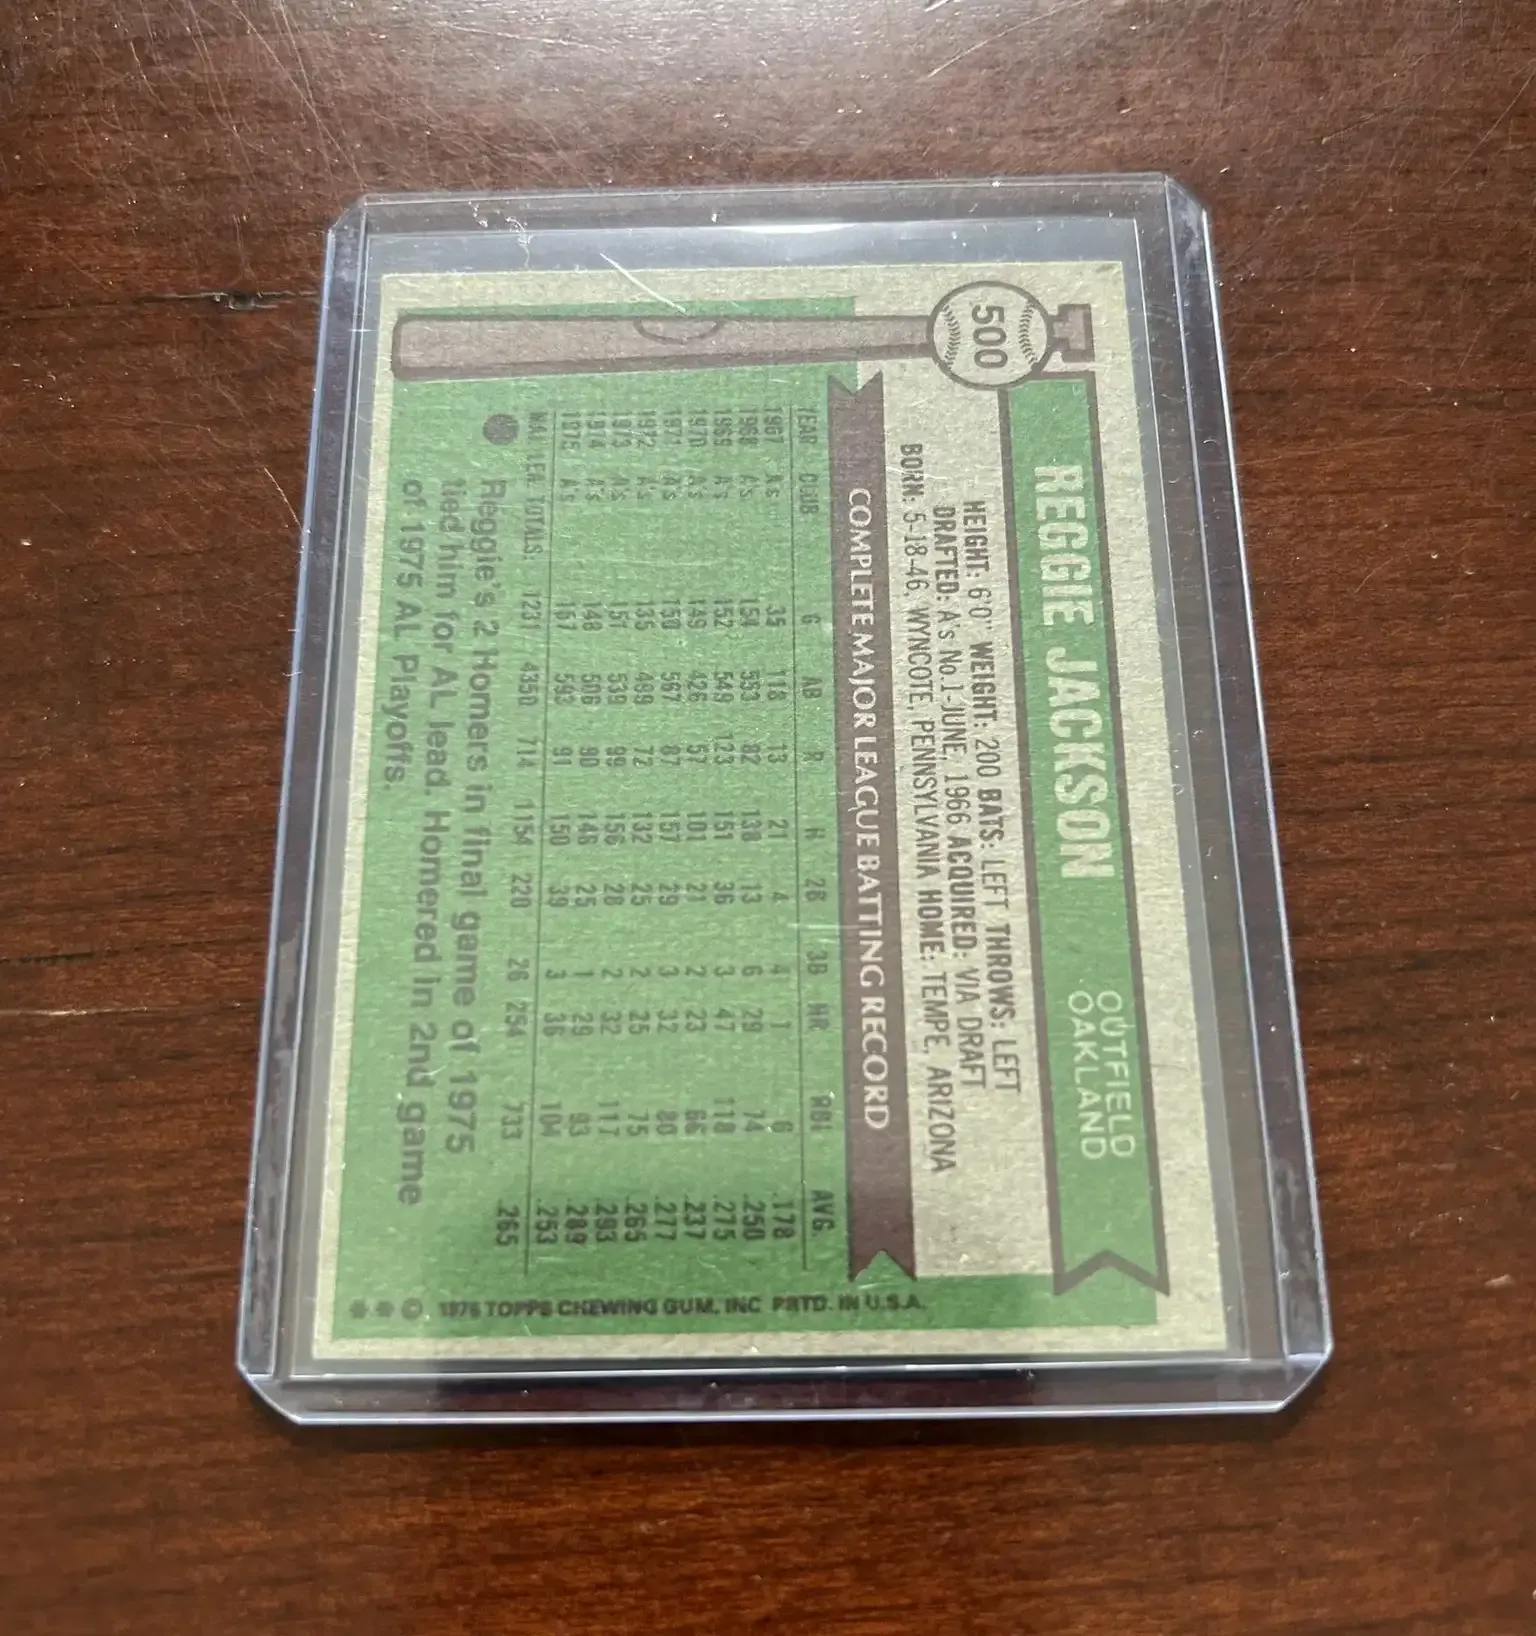 500
REGGIE JACKSON
OUTFIELD
OAKLAND
HEIGHT: 6'0" WEIGHT: 200 BATS: LEFT THROWS: LEFT
DRAFTED: A's No.1-JUNE, 1966 ACQUIRED: VIA DRAFT
BORN: 5-18-46, WYNCOTE, PENNSYLVANIA HOME: TEMPE, ARIZONA
COMPLETE MAJOR LEAGUE BATTING RECORD
YEAR CLUB G AB R H 2B 3B HR RBI AVG.
1967 A's 35 118 13 21 4 4 1 6 .178
1968 A's 154 553 82 138 13 6 29 74 .250
1969 A's 152 549 123 151 36 3 47 118 .275
1970 A's 149 426 57 101 21 2 23 66 .237
1971 A's 150 567 87 157 29 3 32 80 .277
1972 A's 135 499 72 132 25 2 25 75 .265
1973 A's 151 539 99 156 28 2 32 117 .293
1974 A's 148 506 90 146 25 1 29 93 .289
1975 A's 157 593 91 150 39 3 36 104 .253
MAJ. LEA. TOTALS: 1231 4350 714 1154 220 26 254 733 .265
Reggie's 2 Homers in final game of 1975
tied him for AL lead. Homered in 2nd game
of 1975 AL Playoffs.
** © 1976 TOPPS CHEWING GUM, INC PRTD. IN U.S.A.